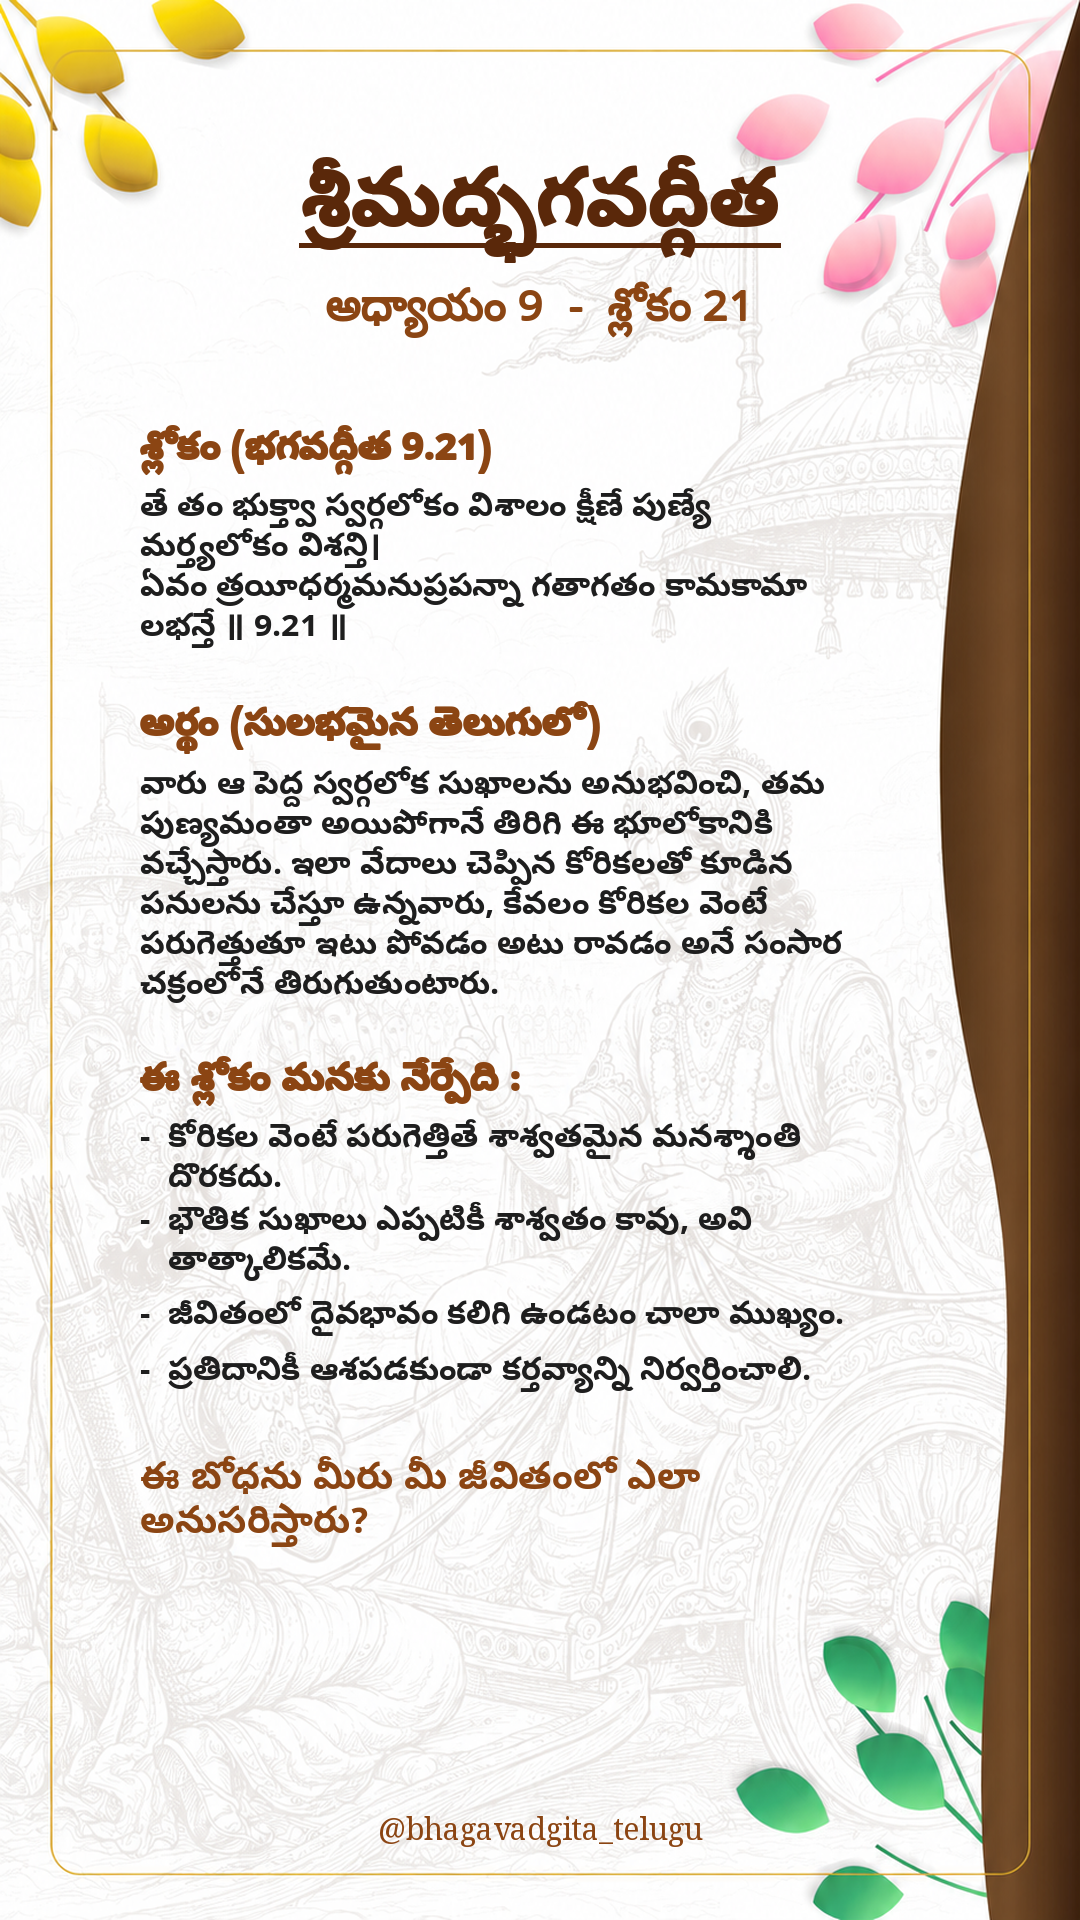 శ్రీమద్భగవద్గీత
అధ్యాయం 9 - శ్లోకం 21
శ్లోకం (భగవద్గీత 9.21)
తే తం భుక్త్వా స్వర్గలోకం విశాలం క్షీణే పుణ్యే
మర్త్యలోకం విశన్తి|
ఏవం త్రయీధర్మమనుప్రపన్నా గతాగతం కామకామా
లభన్తే || 9.21 ||
అర్థం (సులభమైన తెలుగులో)
వారు ఆ పెద్ద స్వర్గలోక సుఖాలను అనుభవించి, తమ
పుణ్యమంతా అయిపోగానే తిరిగి ఈ భూలోకానికి
వచ్చేస్తారు. ఇలా వేదాలు చెప్పిన కోరికలతో కూడిన
పనులను చేస్తూ ఉన్నవారు, కేవలం కోరికల వెంటే
పరుగెత్తుతూ ఇటు పోవడం అటు రావడం అనే సంసార
చక్రంలోనే తిరుగుతుంటారు.
ఈ శ్లోకం మనకు నేర్పేది :
- కోరికల వెంటే పరుగెత్తితే శాశ్వతమైన మనశ్శాంతి
దొరకదు.
- భౌతిక సుఖాలు ఎప్పటికీ శాశ్వతం కావు, అవి
తాత్కాలికమే.
- జీవితంలో దైవభావం కలిగి ఉండటం చాలా ముఖ్యం.
- ప్రతిదానికీ ఆశపడకుండా కర్తవ్యాన్ని నిర్వర్తించాలి.
ఈ బోధను మీరు మీ జీవితంలో ఎలా
అనుసరిస్తారు?
@bhagavadgita_telugu